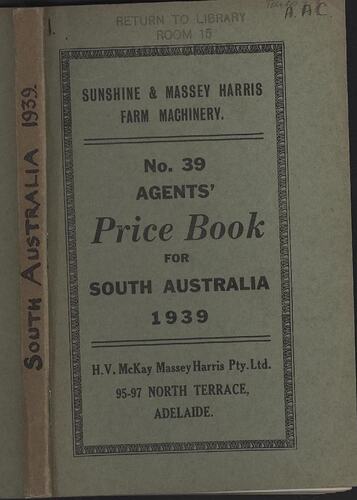 SOUTH AUSTRALIA 1939.
1.
RETURN TO LIBRARY
ROOM 15
A. A C.
SUNSHINE & MASSEY HARRIS
FARM MACHINERY.
No. 39
AGENTS'
Price Book
FOR
SOUTH AUSTRALIA
1939
H.V. McKay Massey Harris Pty. Ltd.
95-97 NORTH TERRACE,
ADELAIDE.